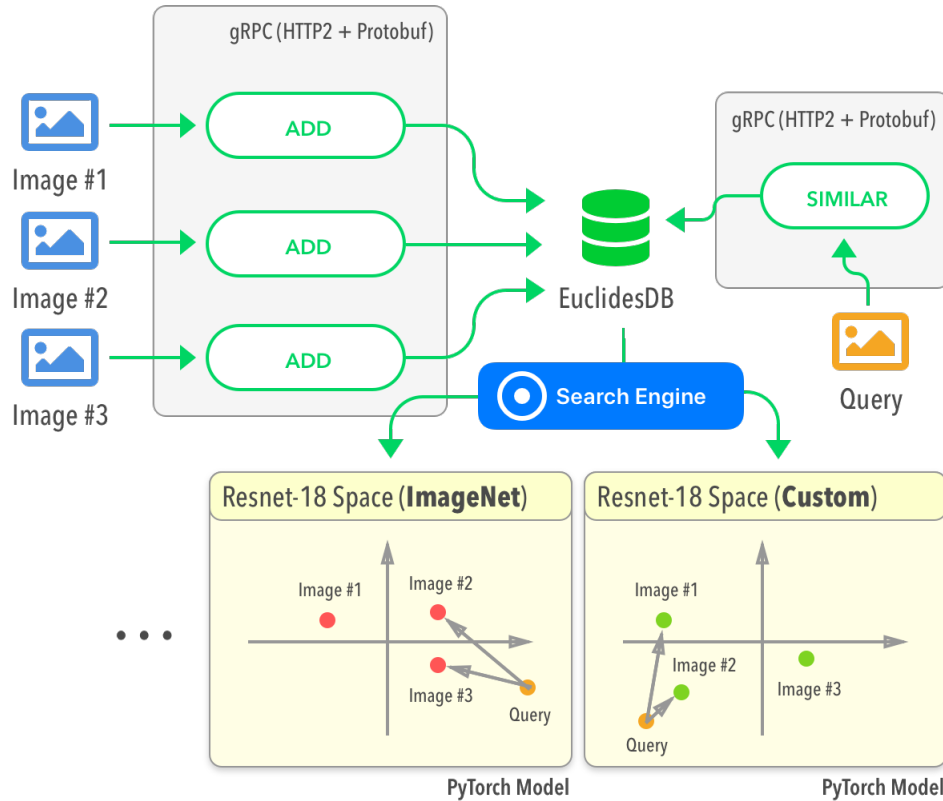 gRPC (HTTP2 + Protobuf)
ADD
Image #1
ADD
Image #2
ADD
Image #3
gRPC (HTTP2 + Protobuf)
SIMILAR
EuclidesDB
Query
Search Engine
Resnet-18 Space (ImageNet)
Image #1
Image #2
Image #3
Query
PyTorch Model
Resnet-18 Space (Custom)
Image #1
Image #2
Image #3
Query
PyTorch Model